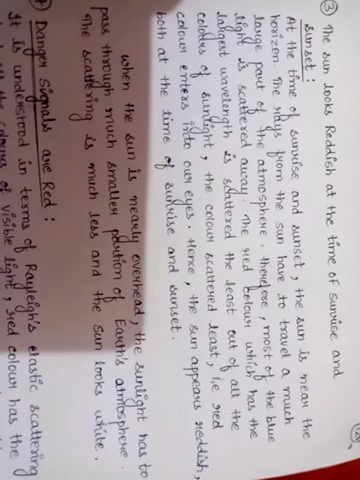 124
③ The sun looks Reddish at the time of sunrise and
sunset:
At the time of sunrise and sunset, the sun is near the
horizon. The rays from the sun have to travel a much
large part of the atmosphere. therefore, most of the blue
light is scattered away. The red colour which has the
largest wavelength is scattered the least out of all the
colours of sunlight, the colour scattered least, ie red
colour enters into our eyes. Hence, the sun appears reddish,
both at the time of sunrise and sunset.
when the sun is nearly overhead, the sunlight has to
pass through much smaller portion of Earth's atmosphere.
The scattering is much less and the sun looks white.
Danger Signals are Red:
It is understood in terms of Rayleigh's elastic scattering
all the colours of visible light, red colour has the